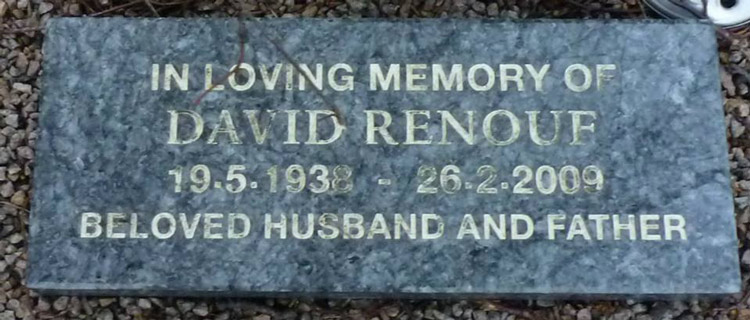 IN LOVING MEMORY OF
DAVID RENOUF
19.5.1938 - 26.2.2009
BELOVED HUSBAND AND FATHER